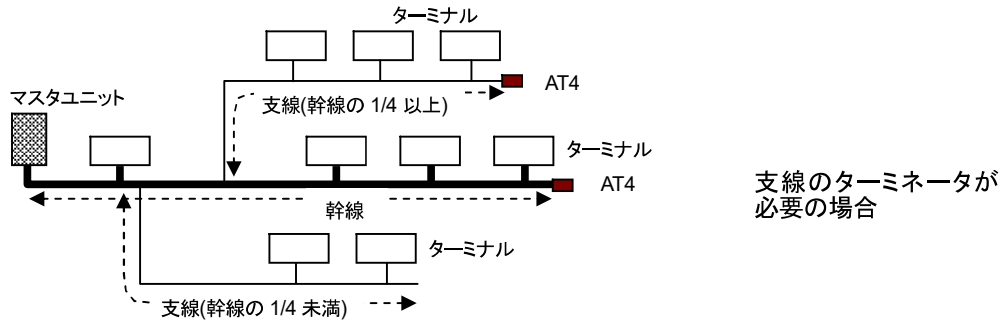 ターミナル
AT4
マスタユニット
支線(幹線の 1/4 以上)
ターミナル
AT4
幹線
支線のターミネータが
必要の場合
ターミナル
支線(幹線の 1/4 未満)